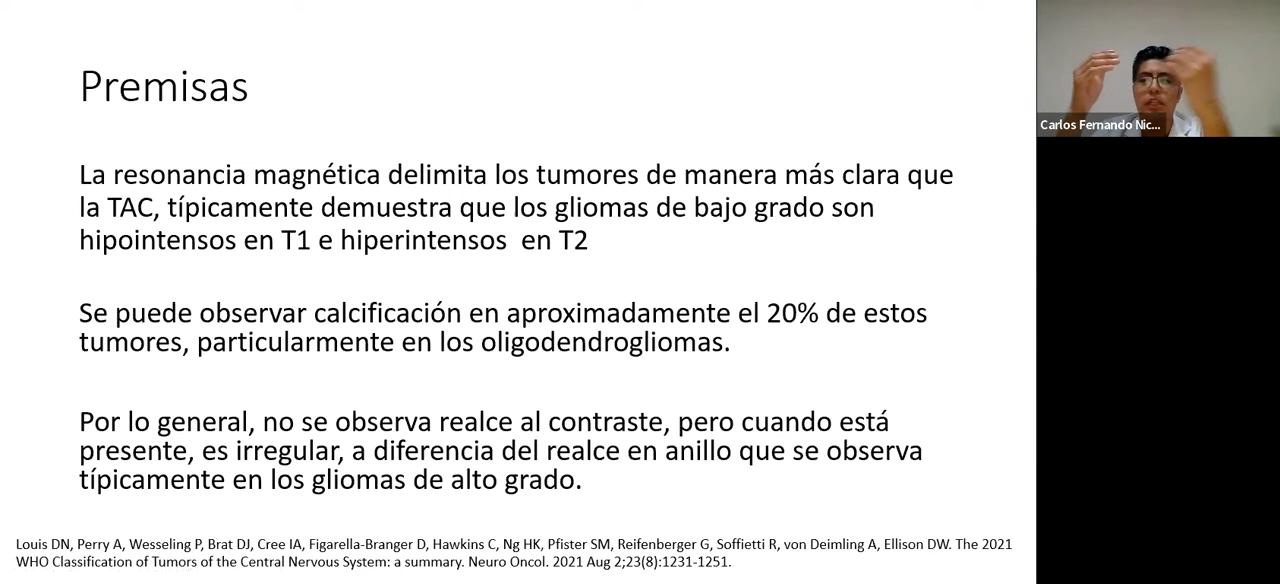 Premisas
La resonancia magnética delimita los tumores de manera más clara que
la TAC, típicamente demuestra que los gliomas de bajo grado son
hipointensos en T1 e hiperintensos  en T2
Se puede observar calcificación en aproximadamente el 20% de estos
tumores, particularmente en los oligodendrogliomas.
Por lo general, no se observa realce al contraste, pero cuando está
presente, es irregular, a diferencia del realce en anillo que se observa
típicamente en los gliomas de alto grado.
Louis DN, Perry A, Wesseling P, Brat DJ, Cree IA, Figarella-Branger D, Hawkins C, Ng HK, Pfister SM, Reifenberger G, Soffietti R, von Deimling A, Ellison DW. The 2021
WHO Classification of Tumors of the Central Nervous System: a summary. Neuro Oncol. 2021 Aug 2;23(8):1231-1251.
Carlos Fernando Nic...